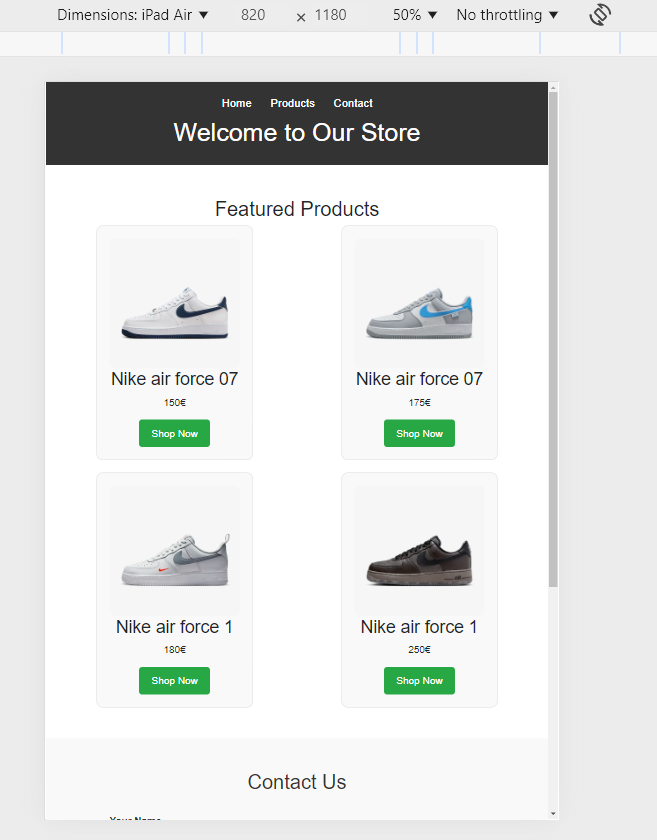 Dimensions: iPad Air ▼ 820 × 1180 50% ▼ No throttling ▼
Home Products Contact
Welcome to Our Store
Featured Products
Nike air force 07
150€
Shop Now
Nike air force 07
175€
Shop Now
Nike air force 1
180€
Shop Now
Nike air force 1
250€
Shop Now
Contact Us
Your Name